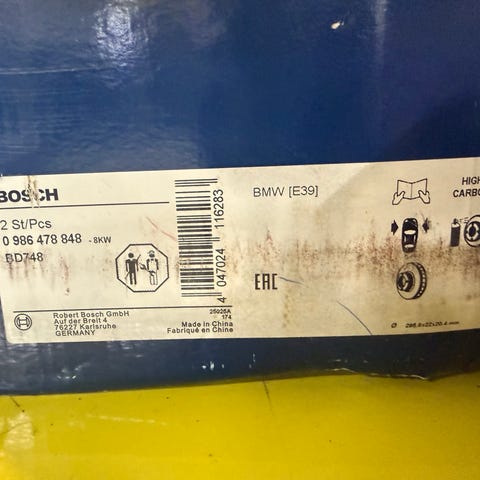 BOSCH
2 St/Pcs
0 986 478 848 - 8KW
BD748
Robert Bosch GmbH
Auf der Breit 4
76227 Karlsruhe
GERMANY
4 047024 116283
25025A
174
Made in China
Fabriqué en Chine
BMW [E39]
EAC
HIGH
CARBO